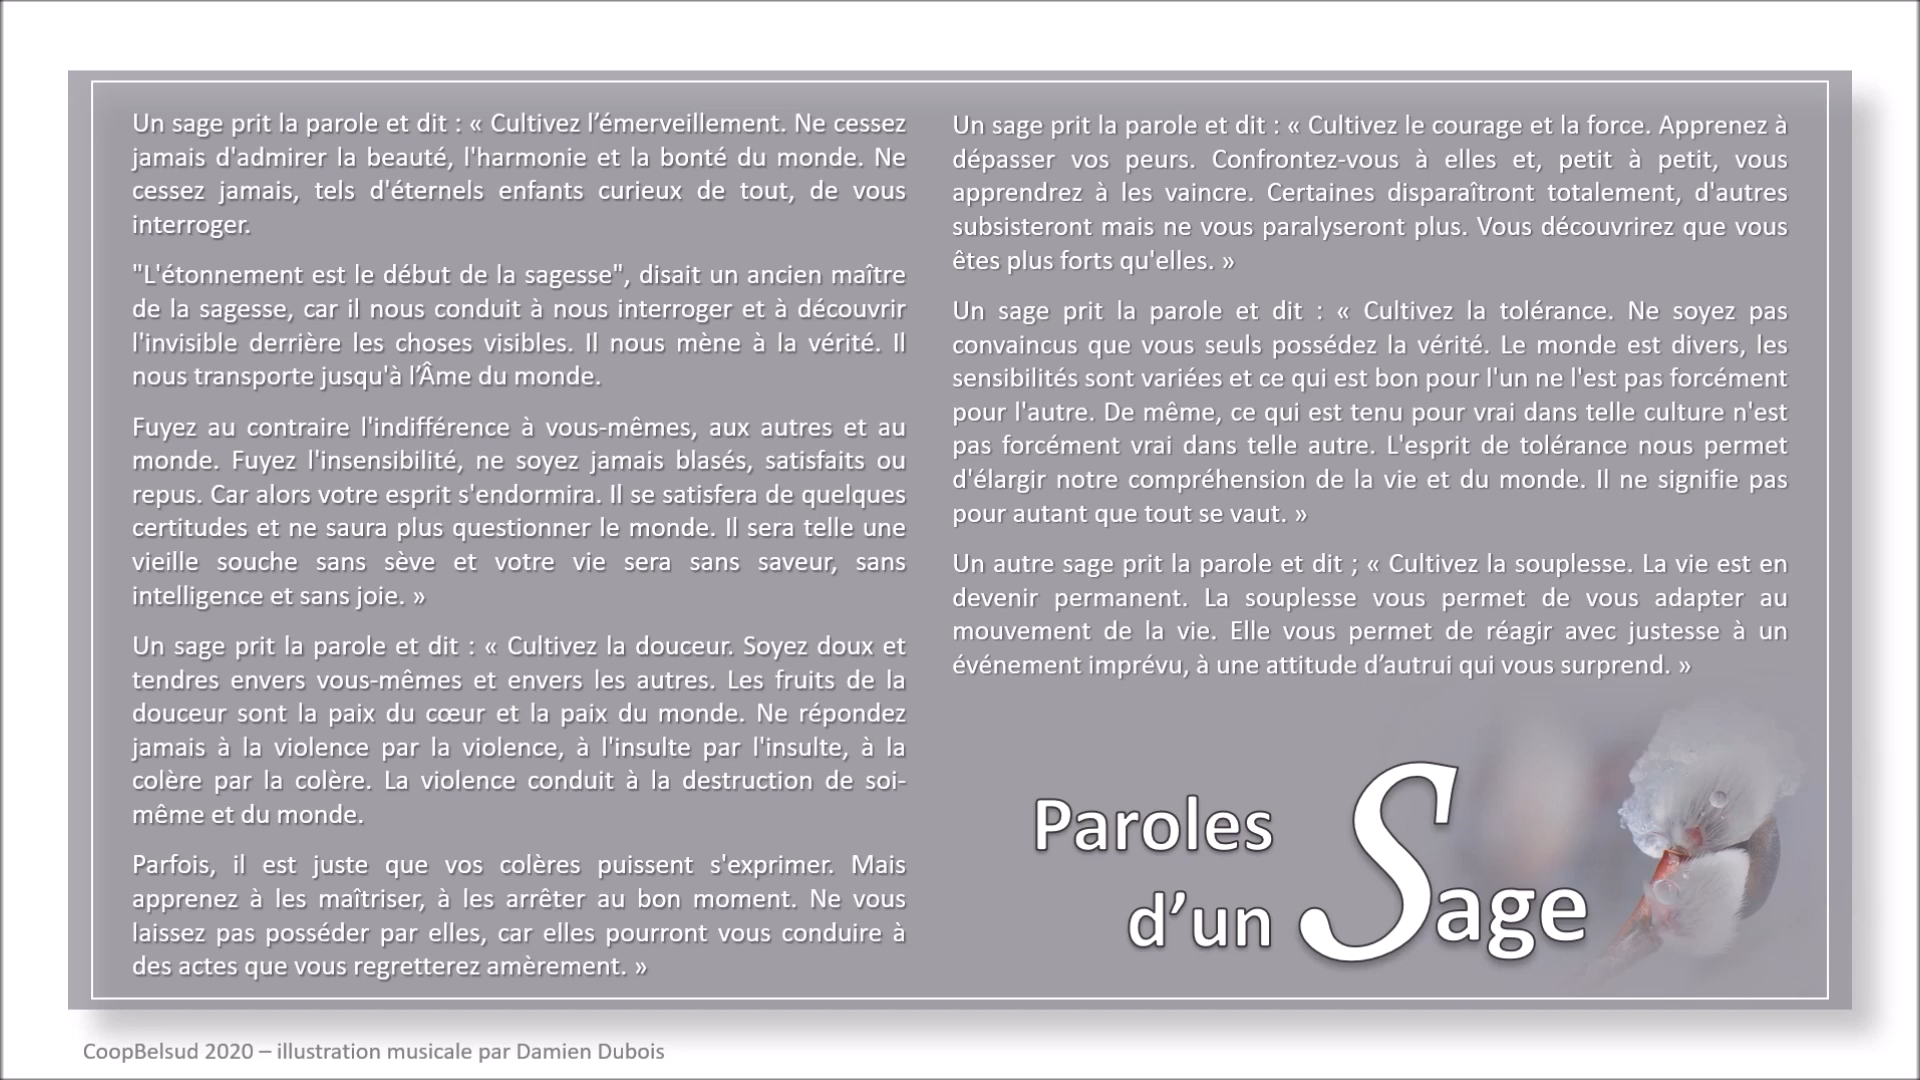 Un sage prit la parole et dit : « Cultivez l’émerveillement. Ne cessez
jamais d'admirer la beauté, l'harmonie et la bonté du monde. Ne
cessez jamais, tels d'éternels enfants curieux de tout, de vous
interroger.
"L'étonnement est le début de la sagesse", disait un ancien maître
de la sagesse, car il nous conduit à nous interroger et à découvrir
l'invisible derrière les choses visibles. Il nous mène à la vérité. Il
nous transporte jusqu'à l’Âme du monde.
Fuyez au contraire l'indifférence à vous-mêmes, aux autres et au
monde. Fuyez l'insensibilité, ne soyez jamais blasés, satisfaits ou
repus. Car alors votre esprit s'endormira. Il se satisfera de quelques
certitudes et ne saura plus questionner le monde. Il sera telle une
vieille souche sans sève et votre vie sera sans saveur, sans
intelligence et sans joie. »
Un sage prit la parole et dit : « Cultivez la douceur. Soyez doux et
tendres envers vous-mêmes et envers les autres. Les fruits de la
douceur sont la paix du cœur et la paix du monde. Ne répondez
jamais à la violence par la violence, à l'insulte par l'insulte, à la
colère par la colère. La violence conduit à la destruction de soi-
même et du monde.
Parfois, il est juste que vos colères puissent s'exprimer. Mais
apprenez à les maîtriser, à les arrêter au bon moment. Ne vous
laissez pas posséder par elles, car elles pourront vous conduire à
des actes que vous regretterez amèrement. »
Un sage prit la parole et dit : « Cultivez le courage et la force. Apprenez à
dépasser vos peurs. Confrontez-vous à elles et, petit à petit, vous
apprendrez à les vaincre. Certaines disparaîtront totalement, d'autres
subsisteront mais ne vous paralyseront plus. Vous découvrirez que vous
êtes plus forts qu'elles. »
Un sage prit la parole et dit : « Cultivez la tolérance. Ne soyez pas
convaincus que vous seuls possédez la vérité. Le monde est divers, les
sensibilités sont variées et ce qui est bon pour l'un ne l'est pas forcément
pour l'autre. De même, ce qui est tenu pour vrai dans telle culture n'est
pas forcément vrai dans telle autre. L'esprit de tolérance nous permet
d'élargir notre compréhension de la vie et du monde. Il ne signifie pas
pour autant que tout se vaut. »
Un autre sage prit la parole et dit ; « Cultivez la souplesse. La vie est en
devenir permanent. La souplesse vous permet de vous adapter au
mouvement de la vie. Elle vous permet de réagir avec justesse à un
événement imprévu, à une attitude d’autrui qui vous surprend. »
Paroles
d’un Sage
CoopBelsud 2020 – illustration musicale par Damien Dubois